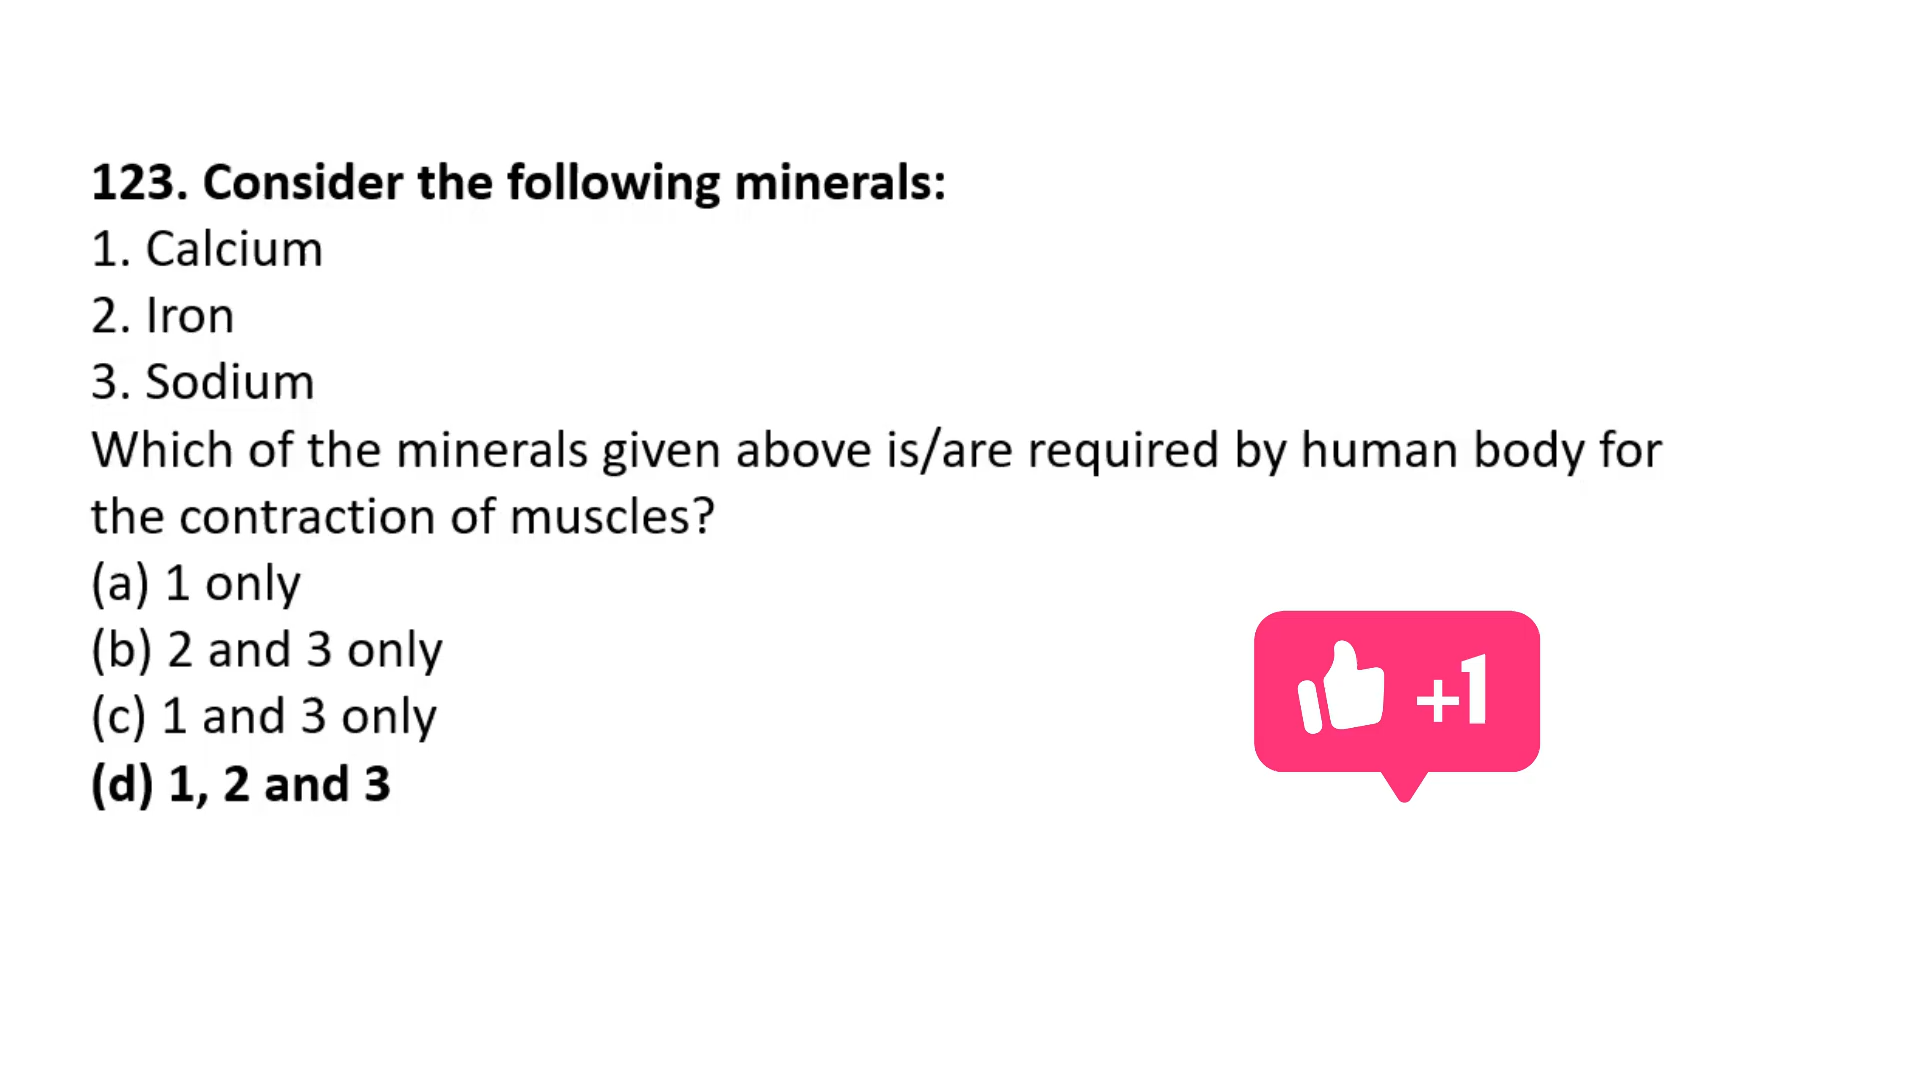 123. Consider the following minerals:
1. Calcium
2. Iron
3. Sodium
Which of the minerals given above is/are required by human body for
the contraction of muscles?
(a) 1 only
(b) 2 and 3 only
(c) 1 and 3 only
(d) 1, 2 and 3
+1